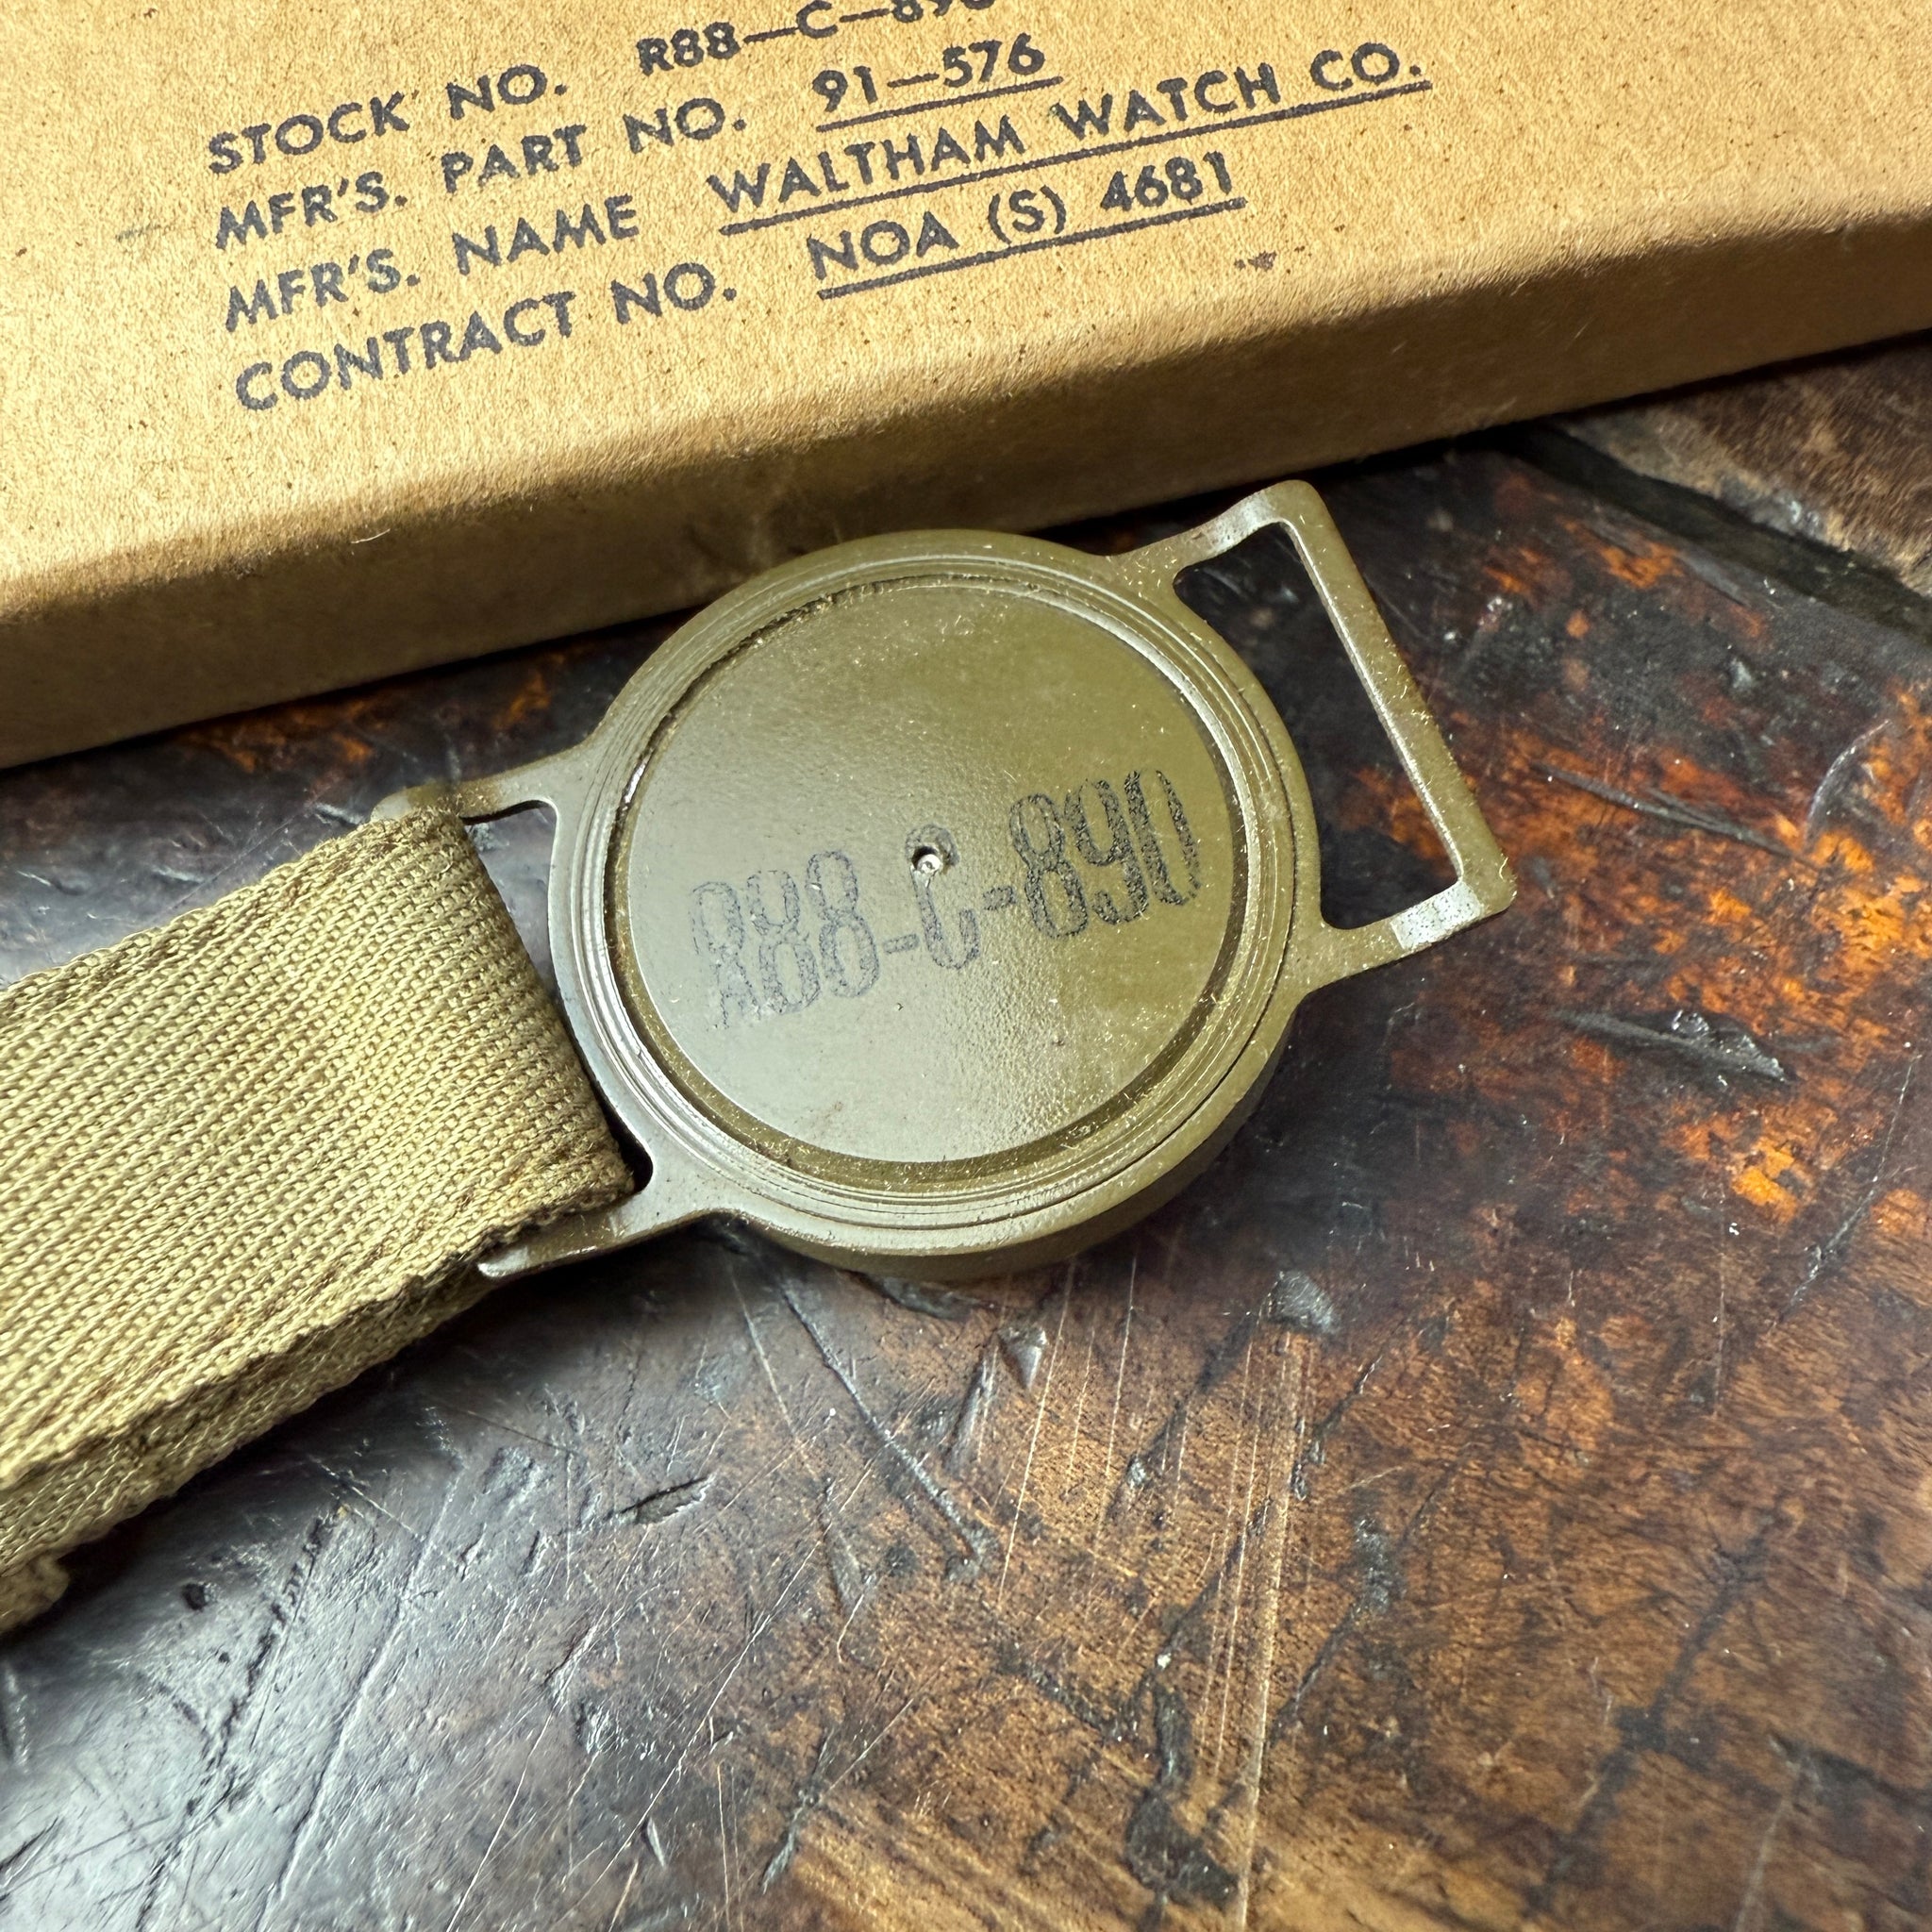 STOCK NO. R88-C-890
MFR'S. PART NO. 91-576
MFR'S. NAME WALTHAM WATCH CO.
CONTRACT NO. NOA (S) 4681
R88-C-890